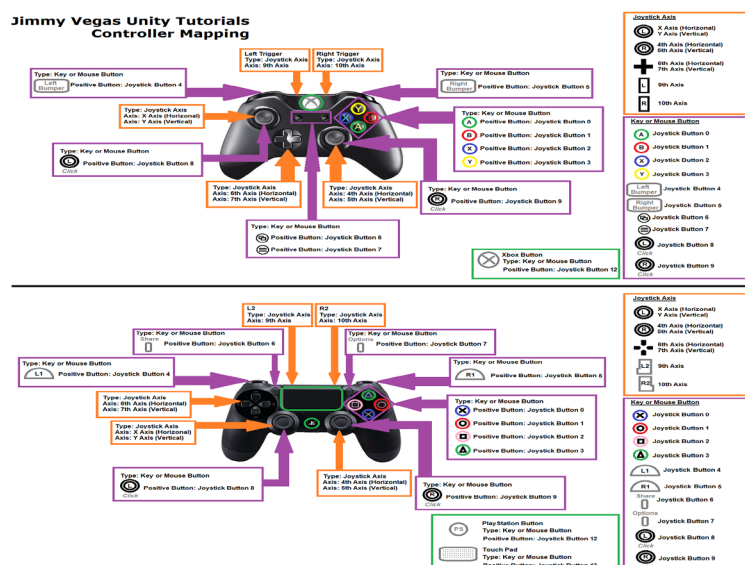 Jimmy Vegas Unity Tutorials
Controller Mapping
Left Trigger
Type: Joystick Axis
Axis: 9th Axis
Right Trigger
Type: Joystick Axis
Axis: 10th Axis
Type: Key or Mouse Button
Left
Bumper
Positive Button: Joystick Button 4
Type: Key or Mouse Button
Right
Bumper
Positive Button: Joystick Button 5
Type: Joystick Axis
Axis: X Axis (Horizontal)
Axis: Y Axis (Vertical)
Type: Key or Mouse Button
A Positive Button: Joystick Button 0
B Positive Button: Joystick Button 1
X Positive Button: Joystick Button 2
Y Positive Button: Joystick Button 3
Y
X
B
A
Type: Key or Mouse Button
L Positive Button: Joystick Button 8
Click
Type: Joystick Axis
Axis: 6th Axis (Horizontal)
7th Axis (Vertical)
Type: Joystick Axis
Axis: 4th Axis (Horizontal)
5th Axis (Vertical)
Type: Key or Mouse Button
R Positive Button: Joystick Button 9
Click
Type: Key or Mouse Button
Positive Button: Joystick Button 6
Positive Button: Joystick Button 7
Xbox Button
Type: Key or Mouse Button
Positive Button: Joystick Button 12
Joystick Axis
L X Axis (Horizontal)
Y Axis (Vertical)
R 4th Axis (Horizontal)
5th Axis (Vertical)
6th Axis (Horizontal)
7th Axis (Vertical)
L 9th Axis
R 10th Axis
Key or Mouse Button
A Joystick Button 0
B Joystick Button 1
X Joystick Button 2
Y Joystick Button 3
Left
Bumper
Joystick Button 4
Right
Bumper
Joystick Button 5
Joystick Button 6
Joystick Button 7
L Joystick Button 8
Click
R Joystick Button 9
Click
L2
Type: Joystick Axis
Axis: 9th Axis
R2
Type: Joystick Axis
Axis: 10th Axis
Type: Key or Mouse Button
Share
Positive Button: Joystick Button 6
Type: Key or Mouse Button
Options
Positive Button: Joystick Button 7
Type: Key or Mouse Button
L1 Positive Button: Joystick Button 4
Type: Key or Mouse Button
R1 Positive Button: Joystick Button 5
Type: Joystick Axis
Axis: 6th Axis (Horizontal)
Axis: 7th Axis (Vertical)
Type: Joystick Axis
Axis: X Axis (Horizontal)
Axis: Y Axis (Vertical)
Type: Key or Mouse Button
Positive Button: Joystick Button 0
Positive Button: Joystick Button 1
Positive Button: Joystick Button 2
Positive Button: Joystick Button 3
Type: Key or Mouse Button
L Positive Button: Joystick Button 8
Click
Type: Joystick Axis
Axis: 4th Axis (Horizontal)
Axis: 5th Axis (Vertical)
Type: Key or Mouse Button
R Positive Button: Joystick Button 9
Click
PS
PlayStation Button
Type: Key or Mouse Button
Positive Button: Joystick Button 12
Touch Pad
Type: Key or Mouse Button
Positive Button: Joystick Button 13
Joystick Axis
L X Axis (Horizontal)
Y Axis (Vertical)
R 4th Axis (Horizontal)
5th Axis (Vertical)
6th Axis (Horizontal)
7th Axis (Vertical)
L2 9th Axis
R2 10th Axis
Key or Mouse Button
Joystick Button 0
Joystick Button 1
Joystick Button 2
Joystick Button 3
L1 Joystick Button 4
R1 Joystick Button 5
Share
Joystick Button 6
Options
Joystick Button 7
L Joystick Button 8
Click
R Joystick Button 9